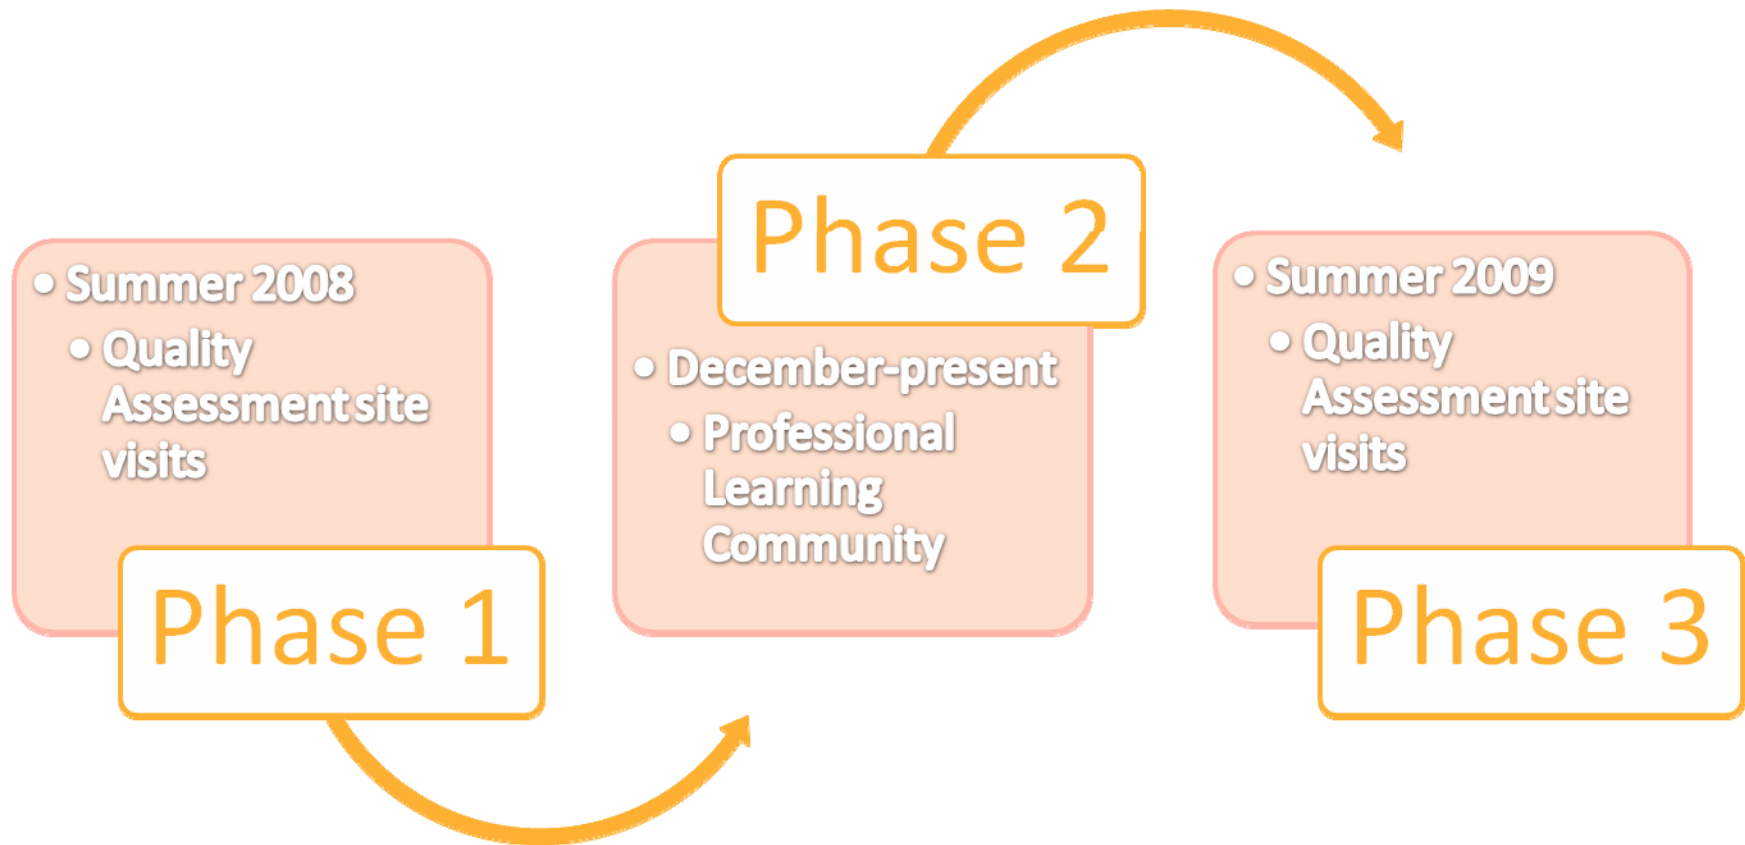 • Summer 2008
• Quality
Assessment site
visits
Phase 1
Phase 2
• December-present
• Professional
Learning
Community
• Summer 2009
• Quality
Assessment site
visits
Phase 3